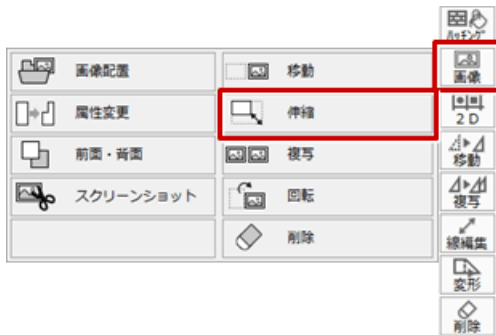 ハッチング
画像
画像配置
移動
属性変更
伸縮
前面・背面
複写
スクリーンショット
回転
削除
2D
移動
複写
線編集
変形
削除